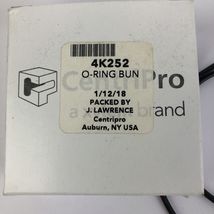 4K252
O-RING BUN
1/12/18
PACKED BY
J. LAWRENCE
Centripro
Auburn, NY USA
CentriPro
a brand